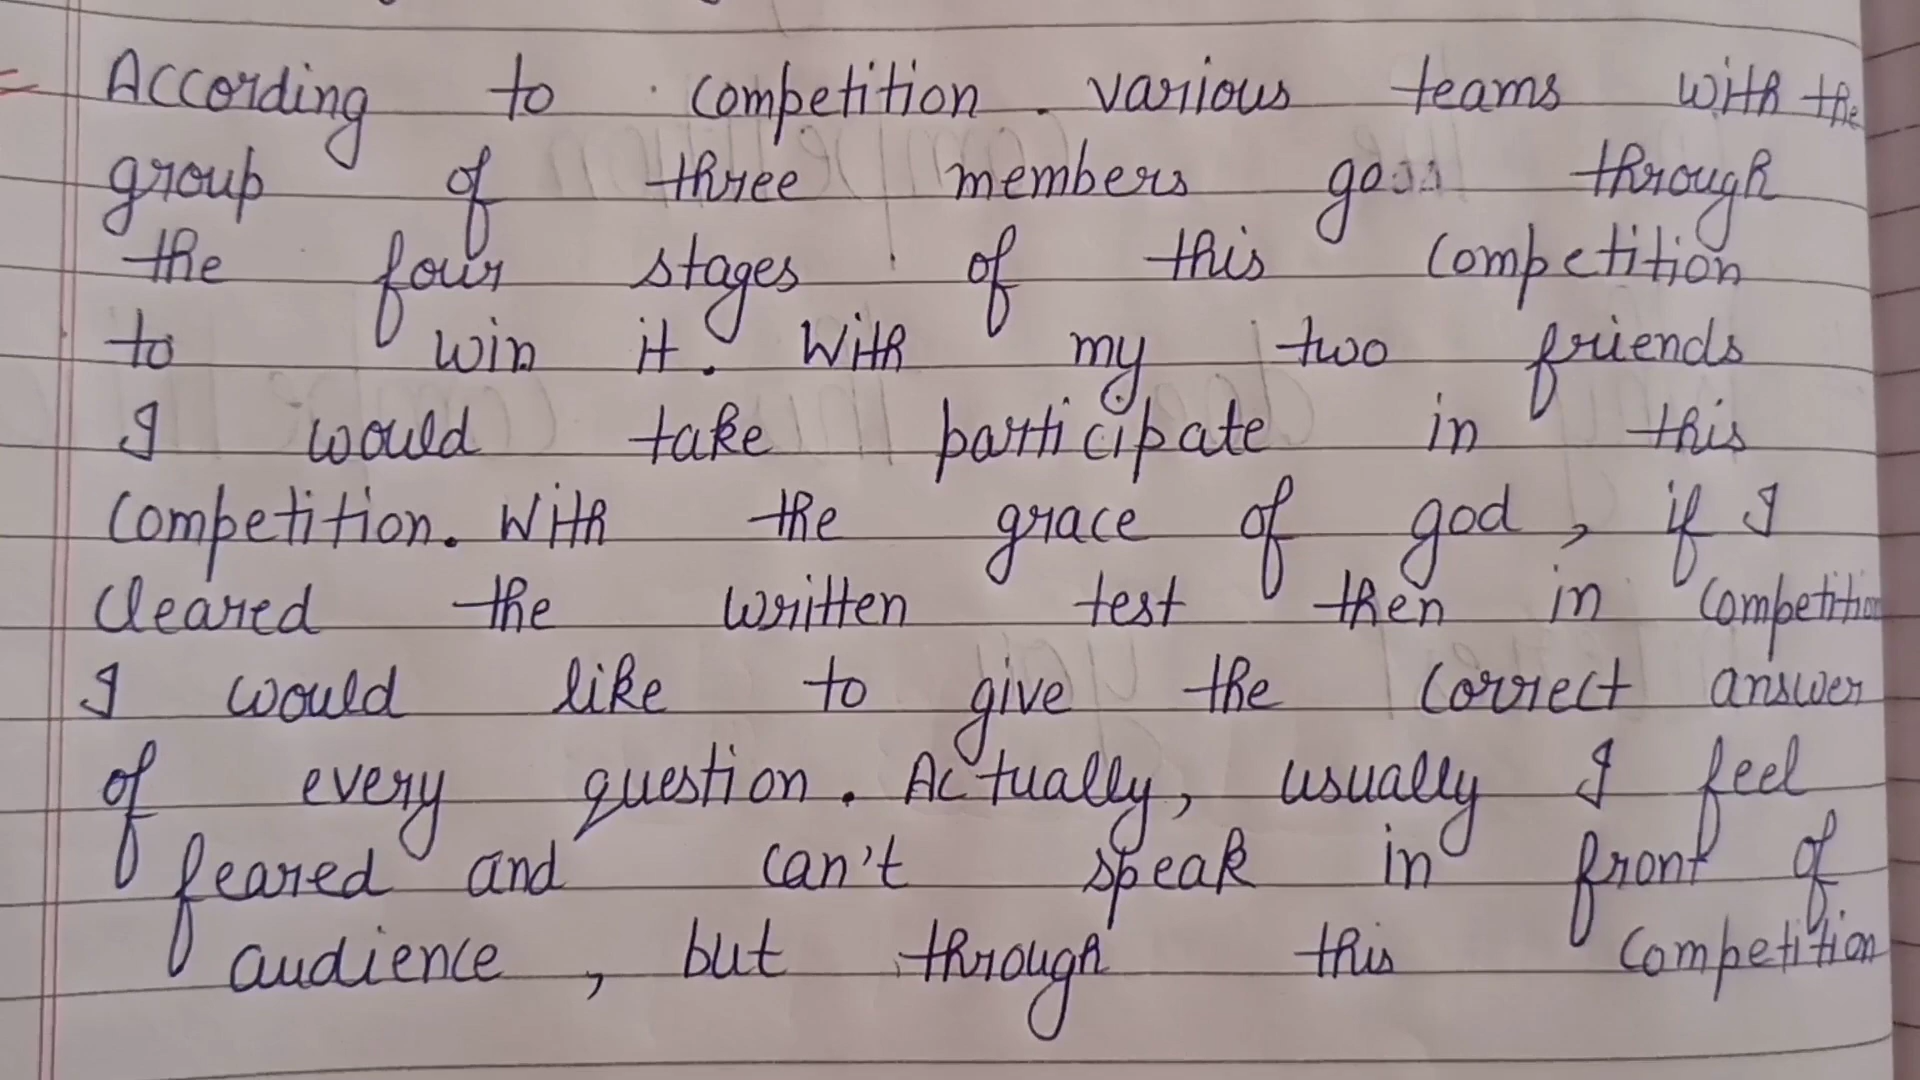 According to competition. various teams with the
group of three members through
the four stages of this competition
to win it. With my two friends
I would take participate in this
competition. With the grace of god, if I
cleared the written test then in competition
I would like to give the correct answer
of every question. Actually, usually I feel
feared and can't speak in front of
audience, but through this competition